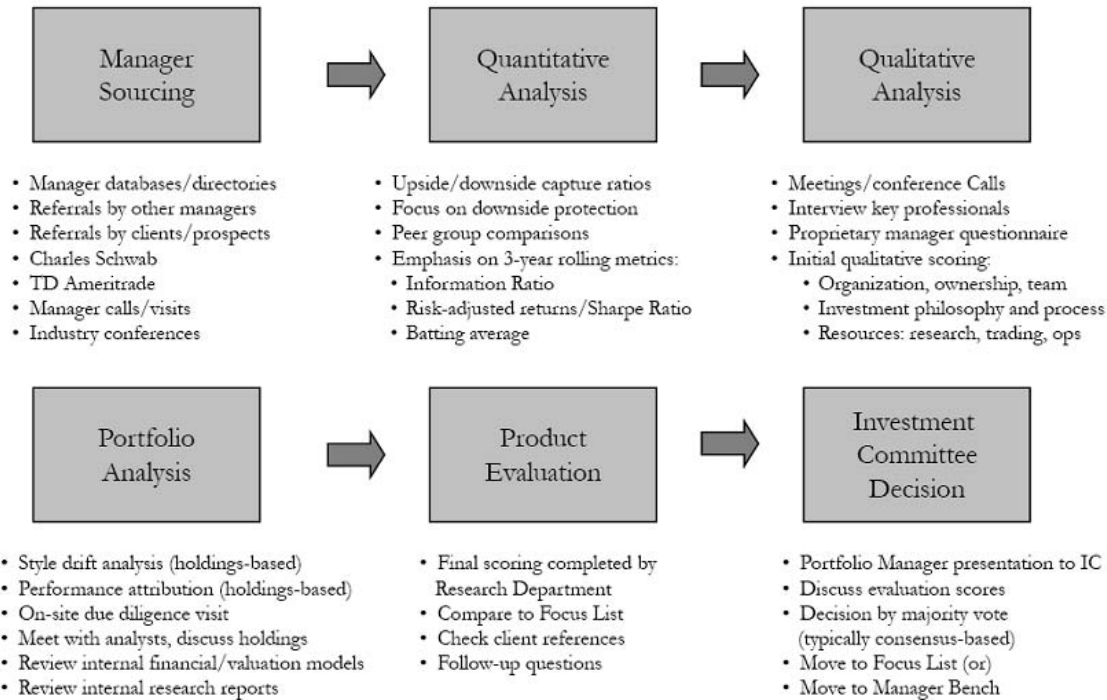 Manager
Sourcing
Quantitative
Analysis
Qualitative
Analysis
• Manager databases/directories
• Referrals by other managers
• Referrals by clients/prospects
• Charles Schwab
• TD Ameritrade
• Manager calls/visits
• Industry conferences
• Upside/downside capture ratios
• Focus on downside protection
• Peer group comparisons
• Emphasis on 3-year rolling metrics:
• Information Ratio
• Risk-adjusted returns/Sharpe Ratio
• Batting average
• Meetings/conference Calls
• Interview key professionals
• Proprietary manager questionnaire
• Initial qualitative scoring:
• Organization, ownership, team
• Investment philosophy and process
• Resources: research, trading, ops
Portfolio
Analysis
Product
Evaluation
Investment
Committee
Decision
• Style drift analysis (holdings-based)
• Performance attribution (holdings-based)
• On-site due diligence visit
• Meet with analysts, discuss holdings
• Review internal financial/valuation models
• Review internal research reports
• Final scoring completed by
Research Department
• Compare to Focus List
• Check client references
• Follow-up questions
• Portfolio Manager presentation to IC
• Discuss evaluation scores
• Decision by majority vote
(typically consensus-based)
• Move to Focus List (or)
• Move to Manager Bench